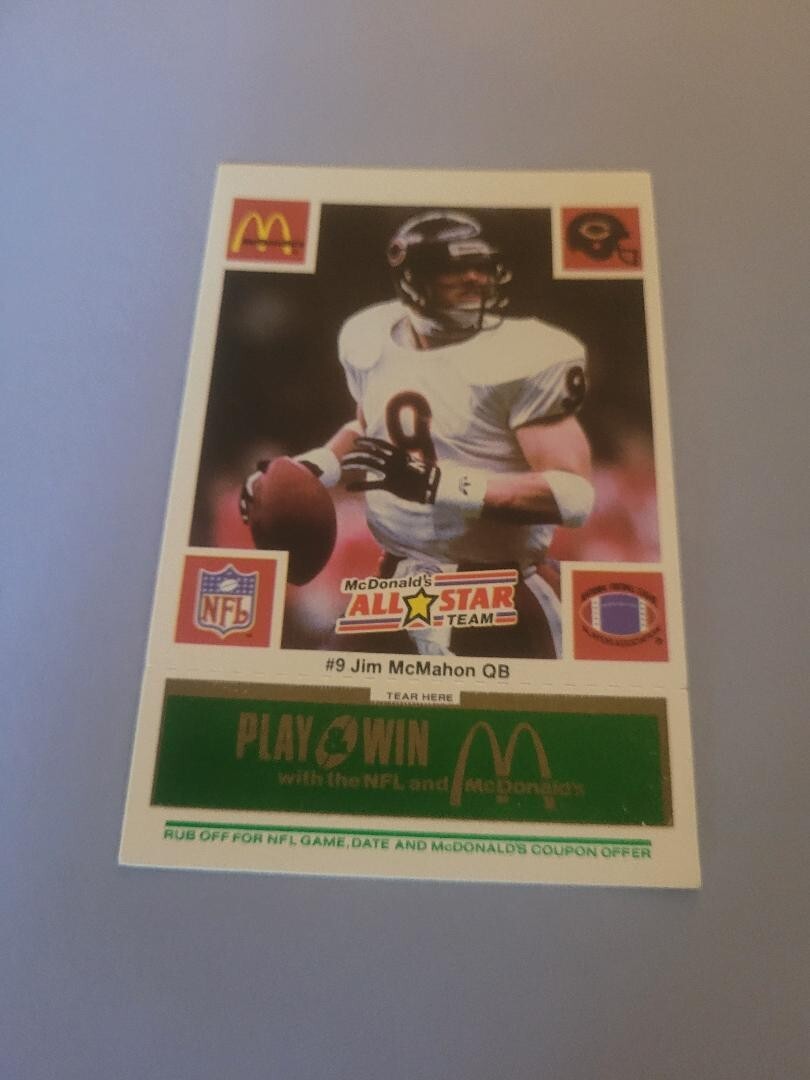 McDonald's
9
9
NFL
McDonald's
ALL STAR
TEAM
#9 Jim McMahon QB
TEAR HERE
PLAY & WIN
with the NFL and McDonald's
RUB OFF FOR NFL GAME, DATE AND McDONALD'S COUPON OFFER